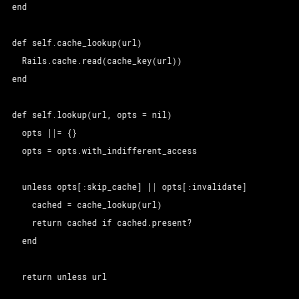 end
def self.cache_lookup(url)
Rails.cache.read(cache_key(url))
end
def self.lookup(url, opts = nil)
opts ||= {}
opts = opts.with_indifferent_access
unless opts[:skip_cache] || opts[:invalidate]
cached = cache_lookup(url)
return cached if cached.present?
end
return unless url